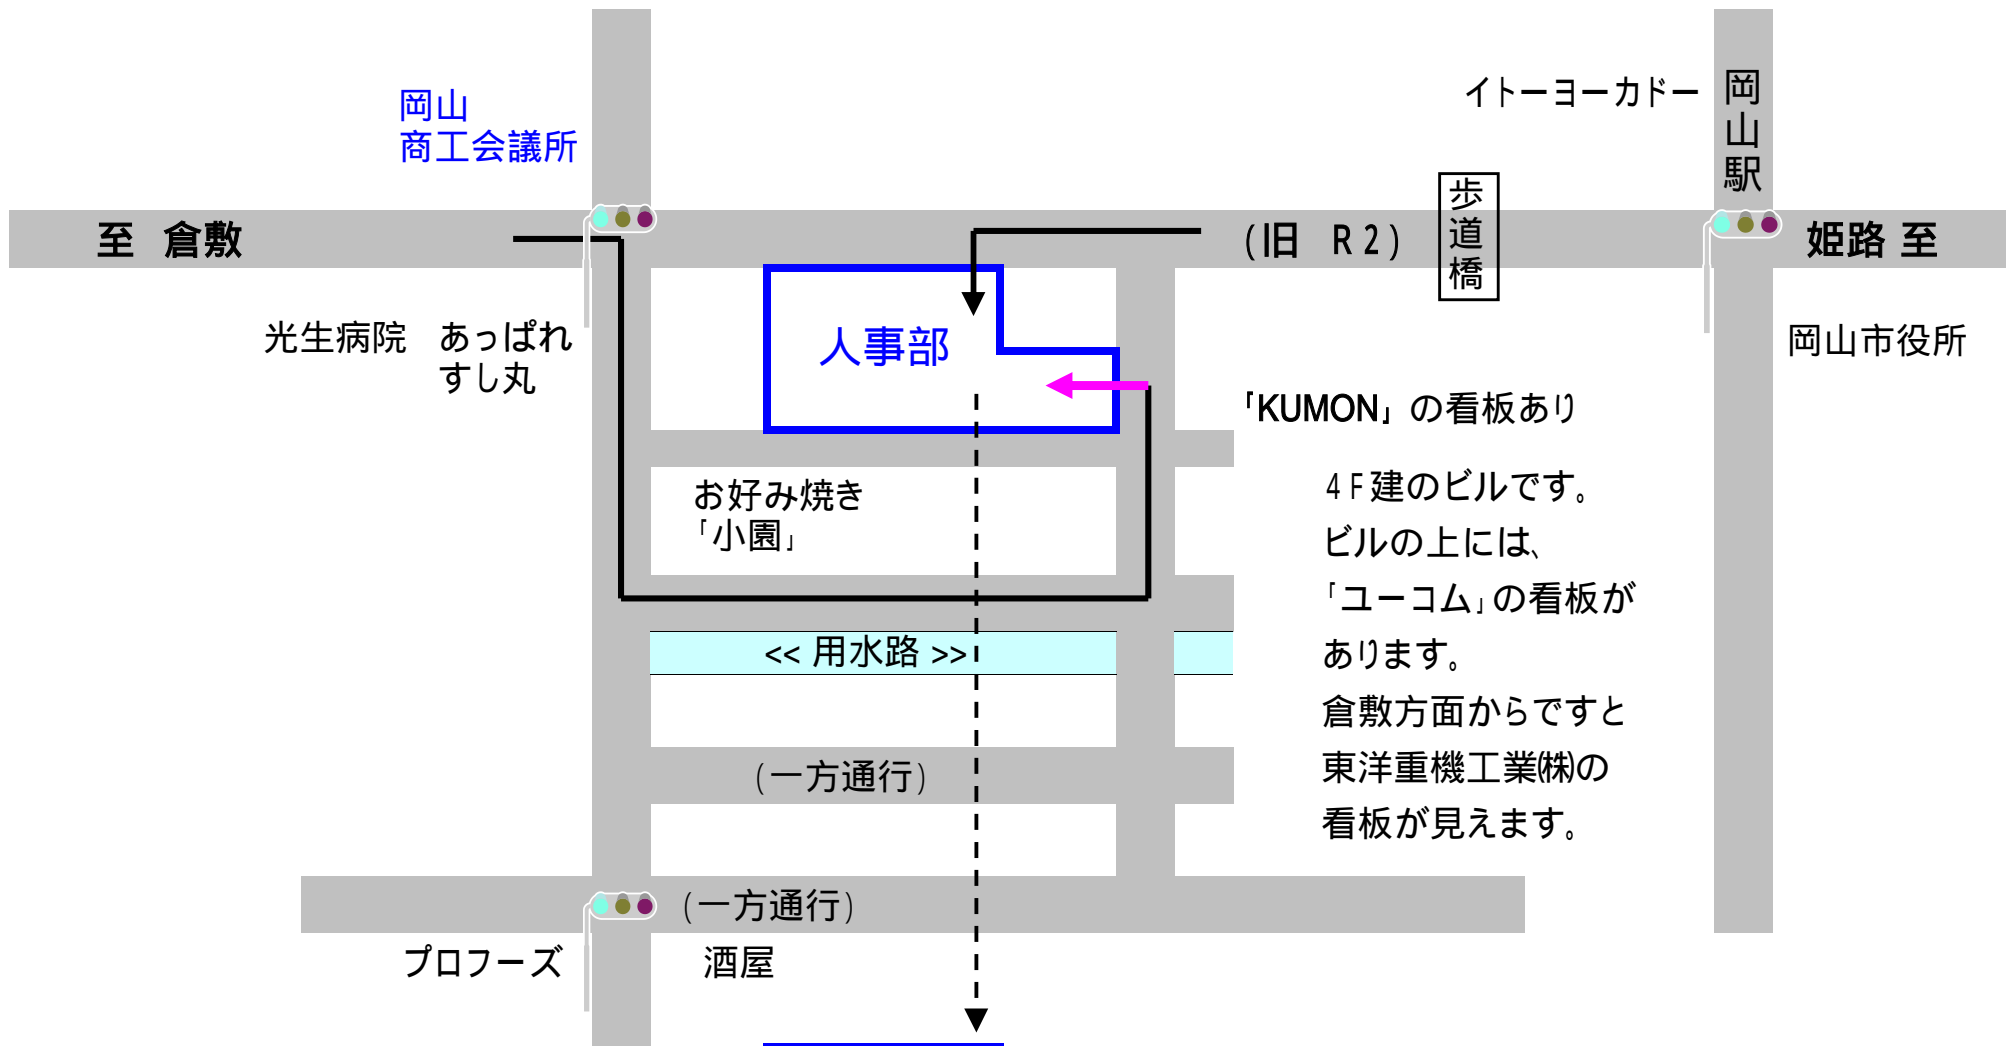 岡山
商工会議所
イトーヨーカドー
岡山駅
歩道橋
至 倉敷
(旧 R2)
姫路 至
光生病院
あっぱれ
すし丸
人事部
岡山市役所
「KUMON」の看板あり
お好み焼き
「小園」
4F建のビルです。
ビルの上には、
「ユーコム」の看板が
あります。
倉敷方面からですと
東洋重機工業㈱の
看板が見えます。
<< 用水路 >>
(一方通行)
(一方通行)
プロフーズ
酒屋